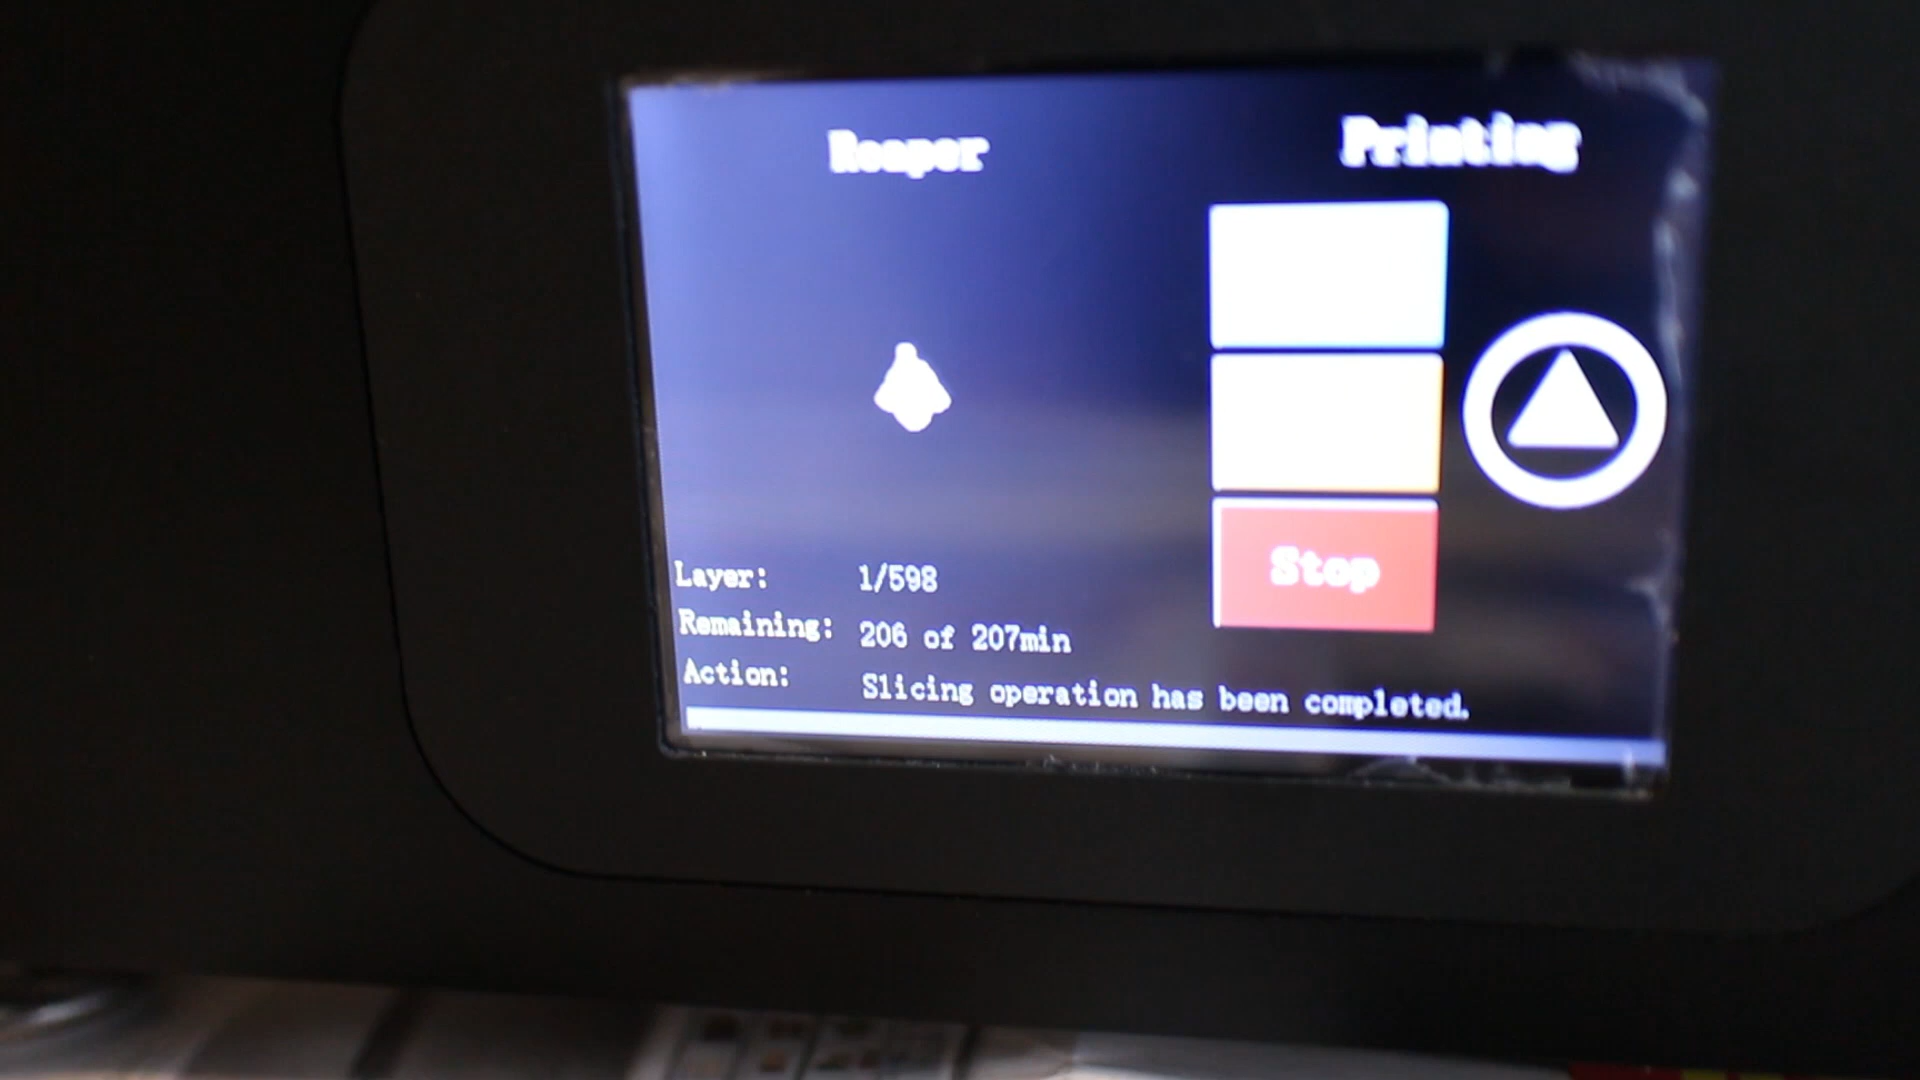 Reaper
Printing
Stop
Layer: 1/598
Remaining: 206 of 207min
Action: Slicing operation has been completed.